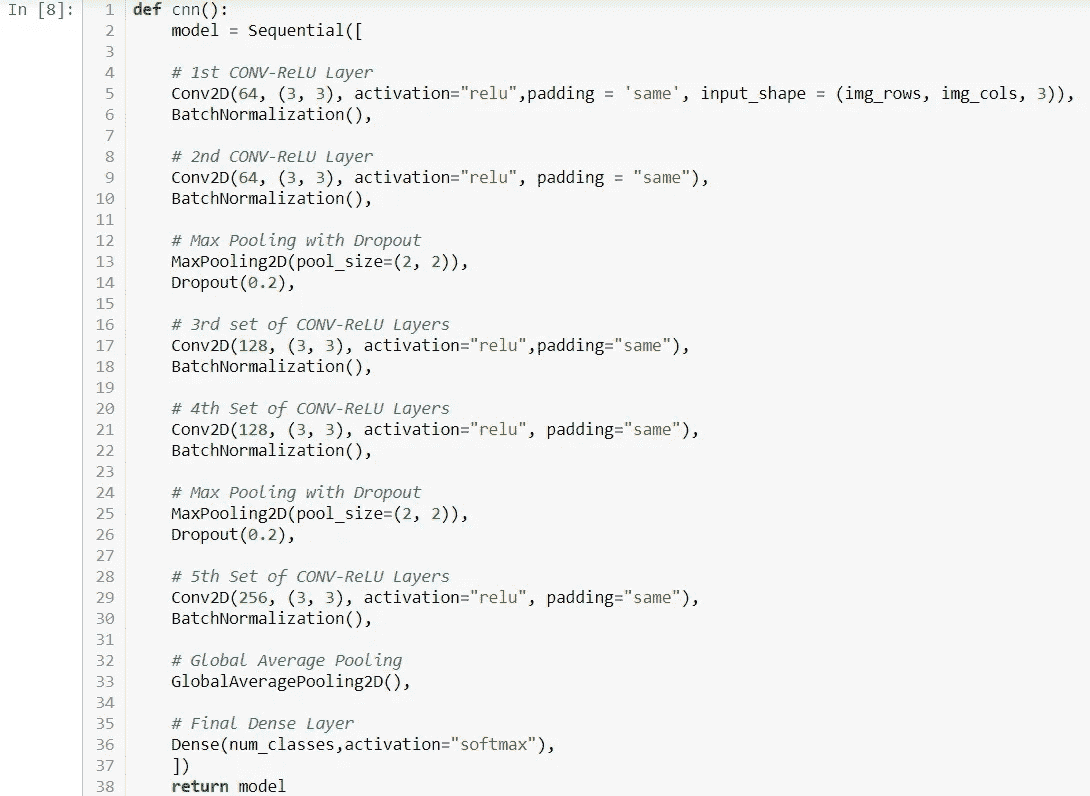 In [8]:
1 def cnn():
2     model = Sequential([
3
4     # 1st CONV-ReLU Layer
5     Conv2D(64, (3, 3), activation="relu",padding = 'same', input_shape = (img_rows, img_cols, 3)),
6     BatchNormalization(),
7
8     # 2nd CONV-ReLU Layer
9     Conv2D(64, (3, 3), activation="relu", padding = "same"),
10     BatchNormalization(),
11
12     # Max Pooling with Dropout
13     MaxPooling2D(pool_size=(2, 2)),
14     Dropout(0.2),
15
16     # 3rd set of CONV-ReLU Layers
17     Conv2D(128, (3, 3), activation="relu",padding="same"),
18     BatchNormalization(),
19
20     # 4th Set of CONV-ReLU Layers
21     Conv2D(128, (3, 3), activation="relu", padding="same"),
22     BatchNormalization(),
23
24     # Max Pooling with Dropout
25     MaxPooling2D(pool_size=(2, 2)),
26     Dropout(0.2),
27
28     # 5th Set of CONV-ReLU Layers
29     Conv2D(256, (3, 3), activation="relu", padding="same"),
30     BatchNormalization(),
31
32     # Global Average Pooling
33     GlobalAveragePooling2D(),
34
35     # Final Dense Layer
36     Dense(num_classes,activation="softmax"),
37     ])
38     return model